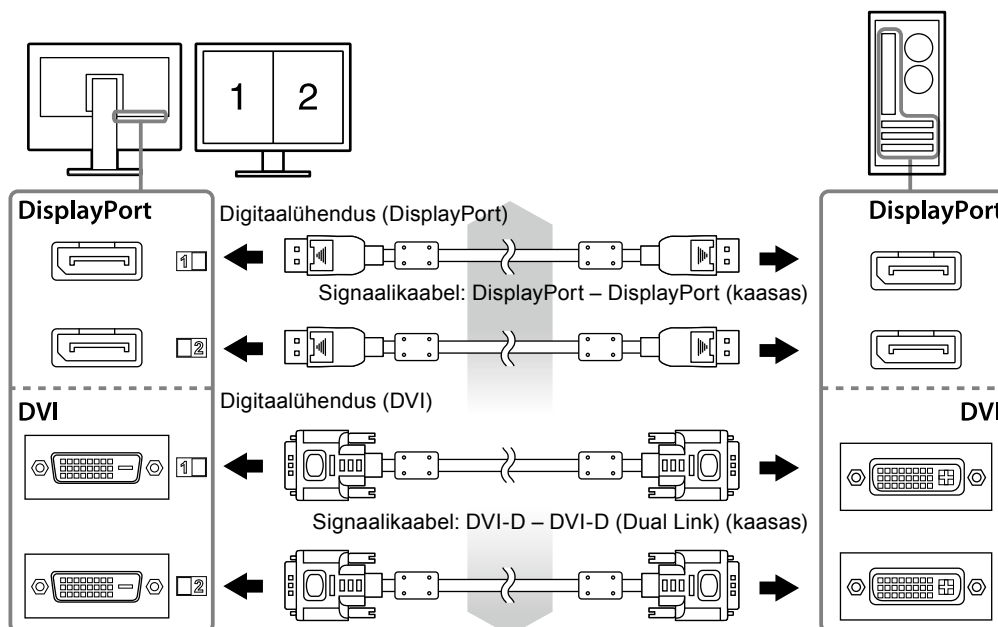 1 2
DisplayPort
Digitaalühendus (DisplayPort)
DisplayPort
1
Signaalikaabel: DisplayPort – DisplayPort (kaasas)
2
DVI
Digitaalühendus (DVI)
DVI
1
Signaalikaabel: DVI-D – DVI-D (Dual Link) (kaasas)
2